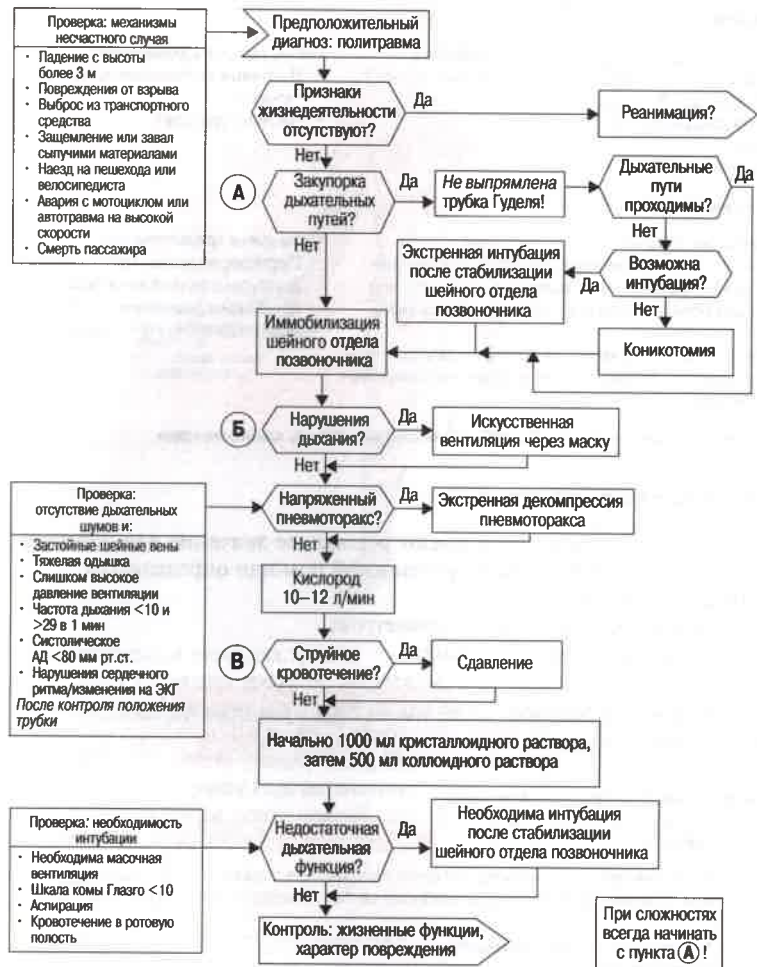 Проверка: механизмы
несчастного случая
· Падение с высоты
более 3 м
· Повреждения от взрыва
· Выброс из транспортного
средства
· Защемление или завал
сыпучими материалами
· Наезд на пешехода или
велосипедиста
· Авария с мотоциклом или
автотравма на высокой
скорости
· Смерть пассажира
Предположительный
диагноз: политравма
Признаки
жизнедеятельности
отсутствуют?
Да
Реанимация?
Нет
А
Закупорка
дыхательных
путей?
Да
Не выпрямлена
трубка Гуделя!
Дыхательные
пути
проходимы?
Да
Нет
Нет
Возможна
интубация?
Да
Экстренная интубация
после стабилизации
шейного отдела
позвоночника
Нет
Коникотомия
Иммобилизация
шейного отдела
позвоночника
Б
Нарушения
дыхания?
Да
Искусственная
вентиляция через маску
Нет
Проверка:
отсутствие дыхательных
шумов и:
· Застойные шейные вены
· Тяжелая одышка
· Слишком высокое
давление вентиляции
· Частота дыхания <10 и
>29 в 1 мин
· Систолическое
АД <80 мм рт.ст.
· Нарушения сердечного
ритма/изменения на ЭКГ
После контроля положения
трубки
Напряженный
пневмоторакс?
Да
Экстренная декомпрессия
пневмоторакса
Нет
Кислород
10–12 л/мин
В
Струйное
кровотечение?
Да
Сдавление
Нет
Начально 1000 мл кристаллоидного раствора,
затем 500 мл коллоидного раствора
Проверка: необходимость
интубации
· Необходима масочная
вентиляция
· Шкала комы Глазго <10
· Аспирация
· Кровотечение в ротовую
полость
Недостаточная
дыхательная
функция?
Да
Необходима интубация
после стабилизации
шейного отдела позвоночника
Нет
Контроль: жизненные функции,
характер повреждения
При сложностях
всегда начинать
с пункта А !